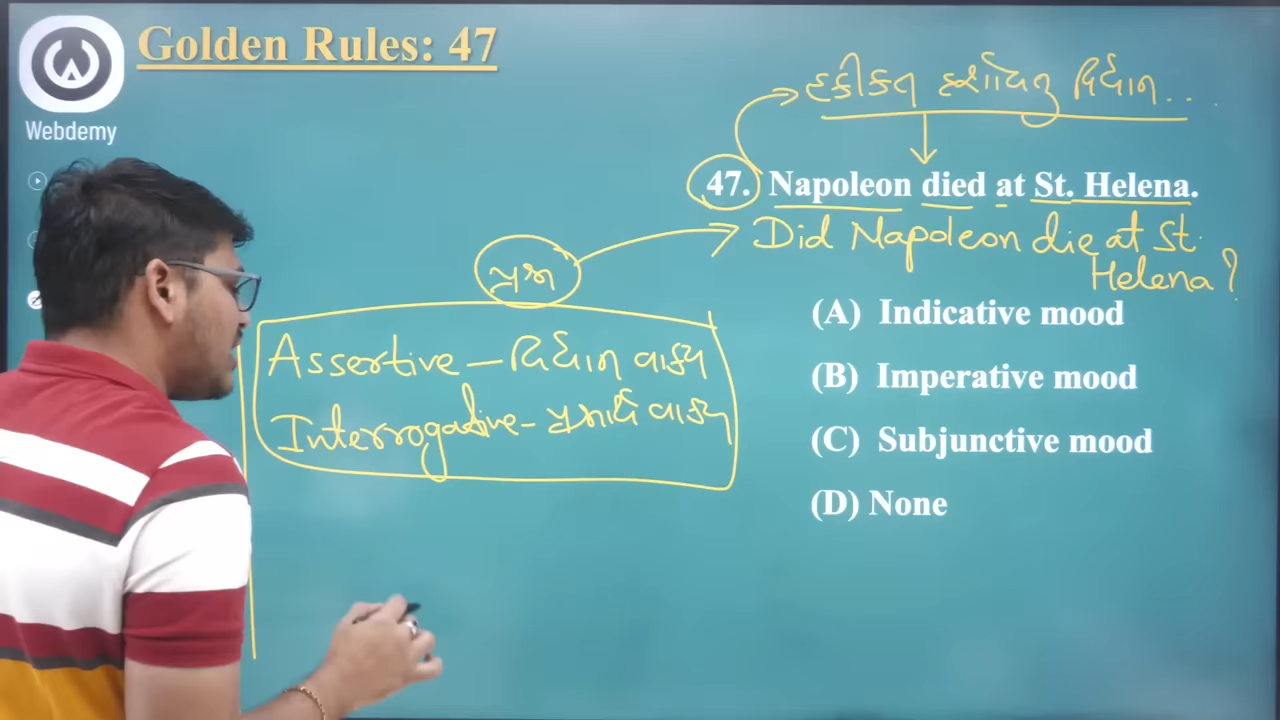 Golden Rules: 47
Webdemy
હકીકત દર્શાવતું વિધાન...
47. Napoleon died at St. Helena.
Did Napoleon die at St. Helena?
પ્રશ્ન
Assertive – વિધાન વાક્ય
Interrogative – પ્રશ્નાર્થ વાક્ય
(A) Indicative mood
(B) Imperative mood
(C) Subjunctive mood
(D) None